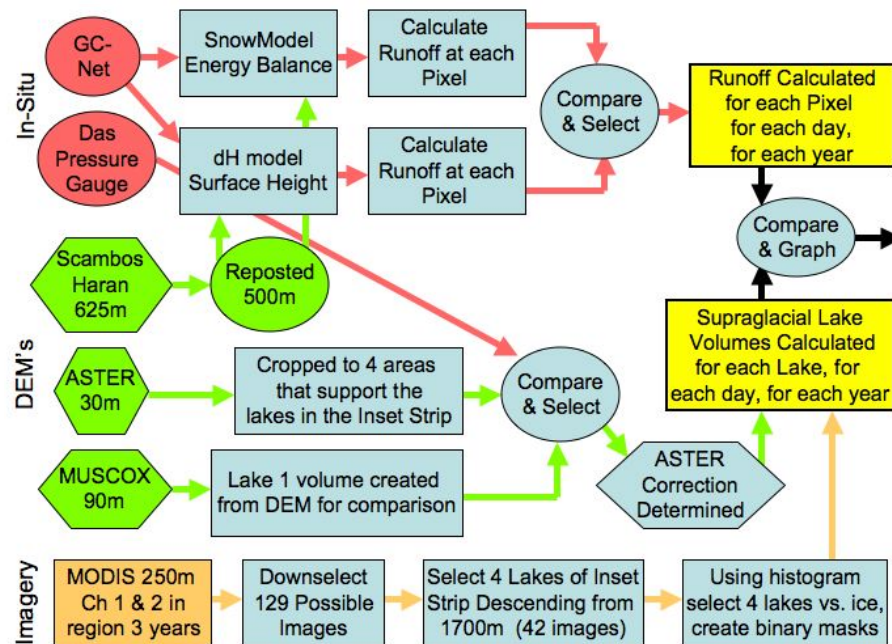 In-Situ
GC-
Net
SnowModel
Energy Balance
Calculate
Runoff at each
Pixel
Compare
& Select
Runoff Calculated
for each Pixel
for each day,
for each year
Das
Pressure
Gauge
dH model
Surface Height
Calculate
Runoff at each
Pixel
Compare
& Graph
DEM's
Scambos
Haran
625m
Reposted
500m
Supraglacial Lake
Volumes Calculated
for each Lake, for
each day, for each year
ASTER
30m
Cropped to 4 areas
that support the
lakes in the Inset Strip
Compare
& Select
MUSCOX
90m
Lake 1 volume created
from DEM for comparison
ASTER
Correction
Determined
Imagery
MODIS 250m
Ch 1 & 2 in
region 3 years
Downselect
129 Possible
Images
Select 4 Lakes of Inset
Strip Descending from
1700m (42 images)
Using histogram
select 4 lakes vs. ice,
create binary masks